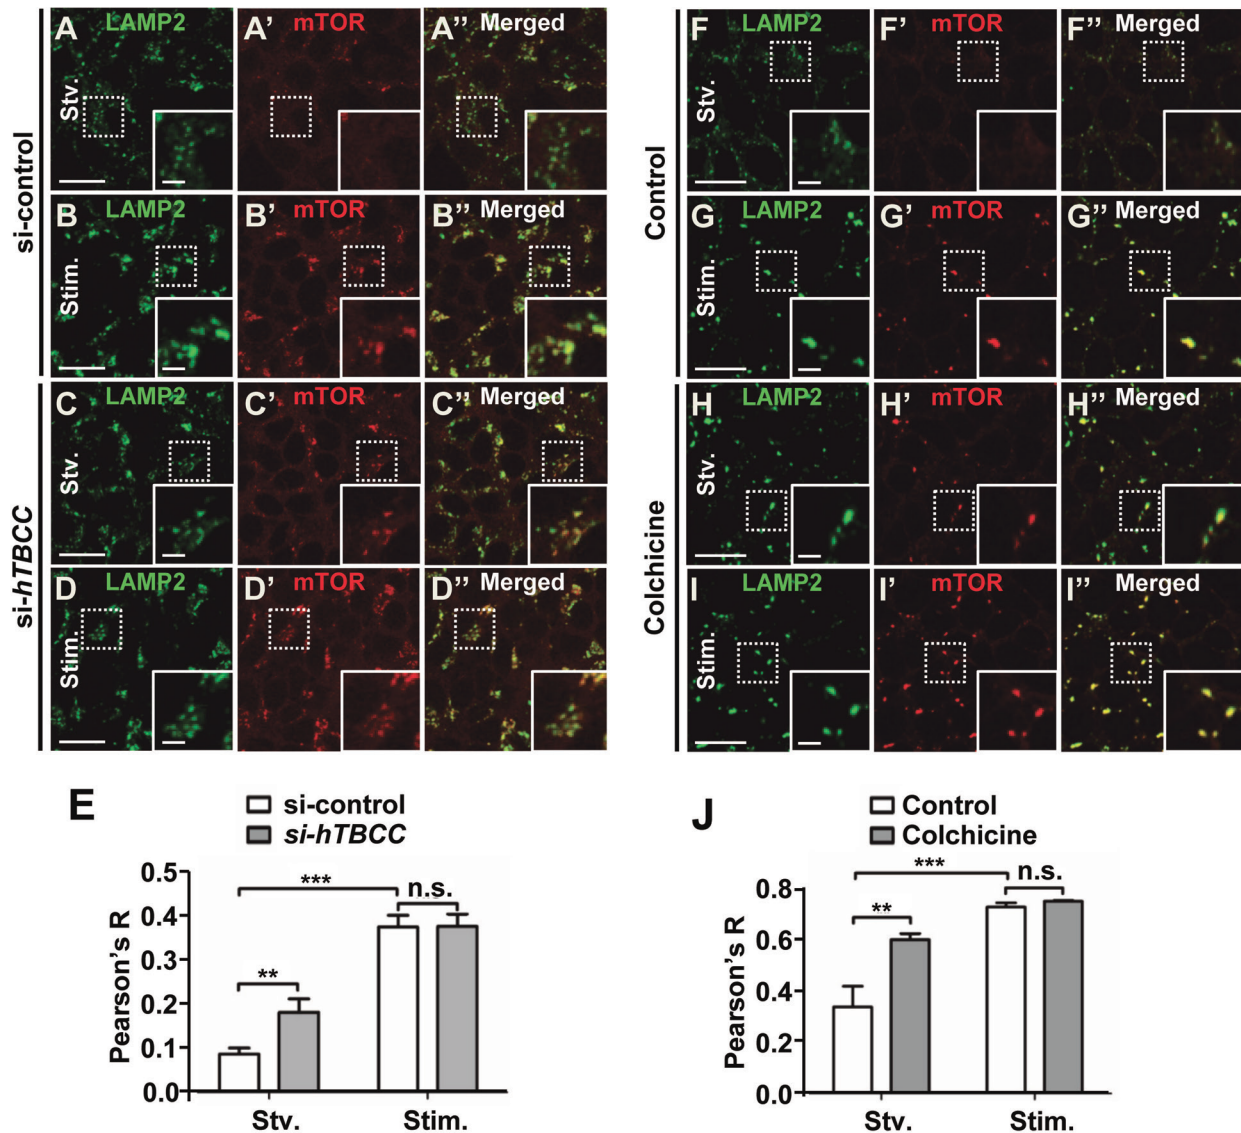 A LAMP2 A' mTOR A'' Merged
Stv.
B LAMP2 B' mTOR B'' Merged
Stim.
si-control
C LAMP2 C' mTOR C'' Merged
Stv.
D LAMP2 D' mTOR D'' Merged
Stim.
si-hTBCC
F LAMP2 F' mTOR F'' Merged
Stv.
G LAMP2 G' mTOR G'' Merged
Stim.
Control
H LAMP2 H' mTOR H'' Merged
Stv.
I LAMP2 I' mTOR I'' Merged
Stim.
Colchicine
E
si-control
si-hTBCC
Pearson's R
0.5
0.4
0.3
0.2
0.1
0.0
**
***
n.s.
Stv. Stim.
J
Control
Colchicine
Pearson's R
0.8
0.6
0.4
0.2
0.0
**
***
n.s.
Stv. Stim.